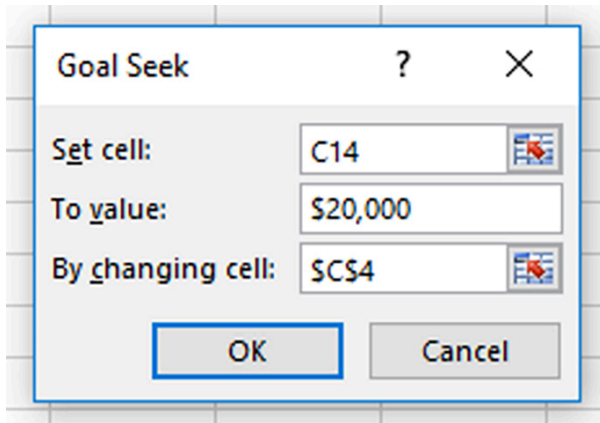 Goal Seek ? ×
Set cell: C14
To value: $20,000
By changing cell: $C$4
OK Cancel